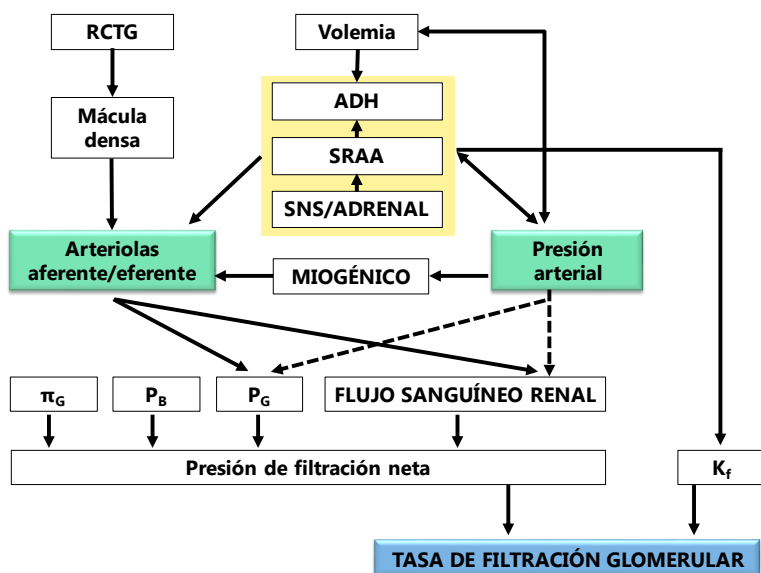 RCTG
Volemia
Mácula
densa
ADH
SRAA
SNS/ADRENAL
Arteriolas
aferente/eferente
MIOGÉNICO
Presión
arterial
πG
PB
PG
FLUJO SANGUÍNEO RENAL
Presión de filtración neta
Kf
TASA DE FILTRACIÓN GLOMERULAR